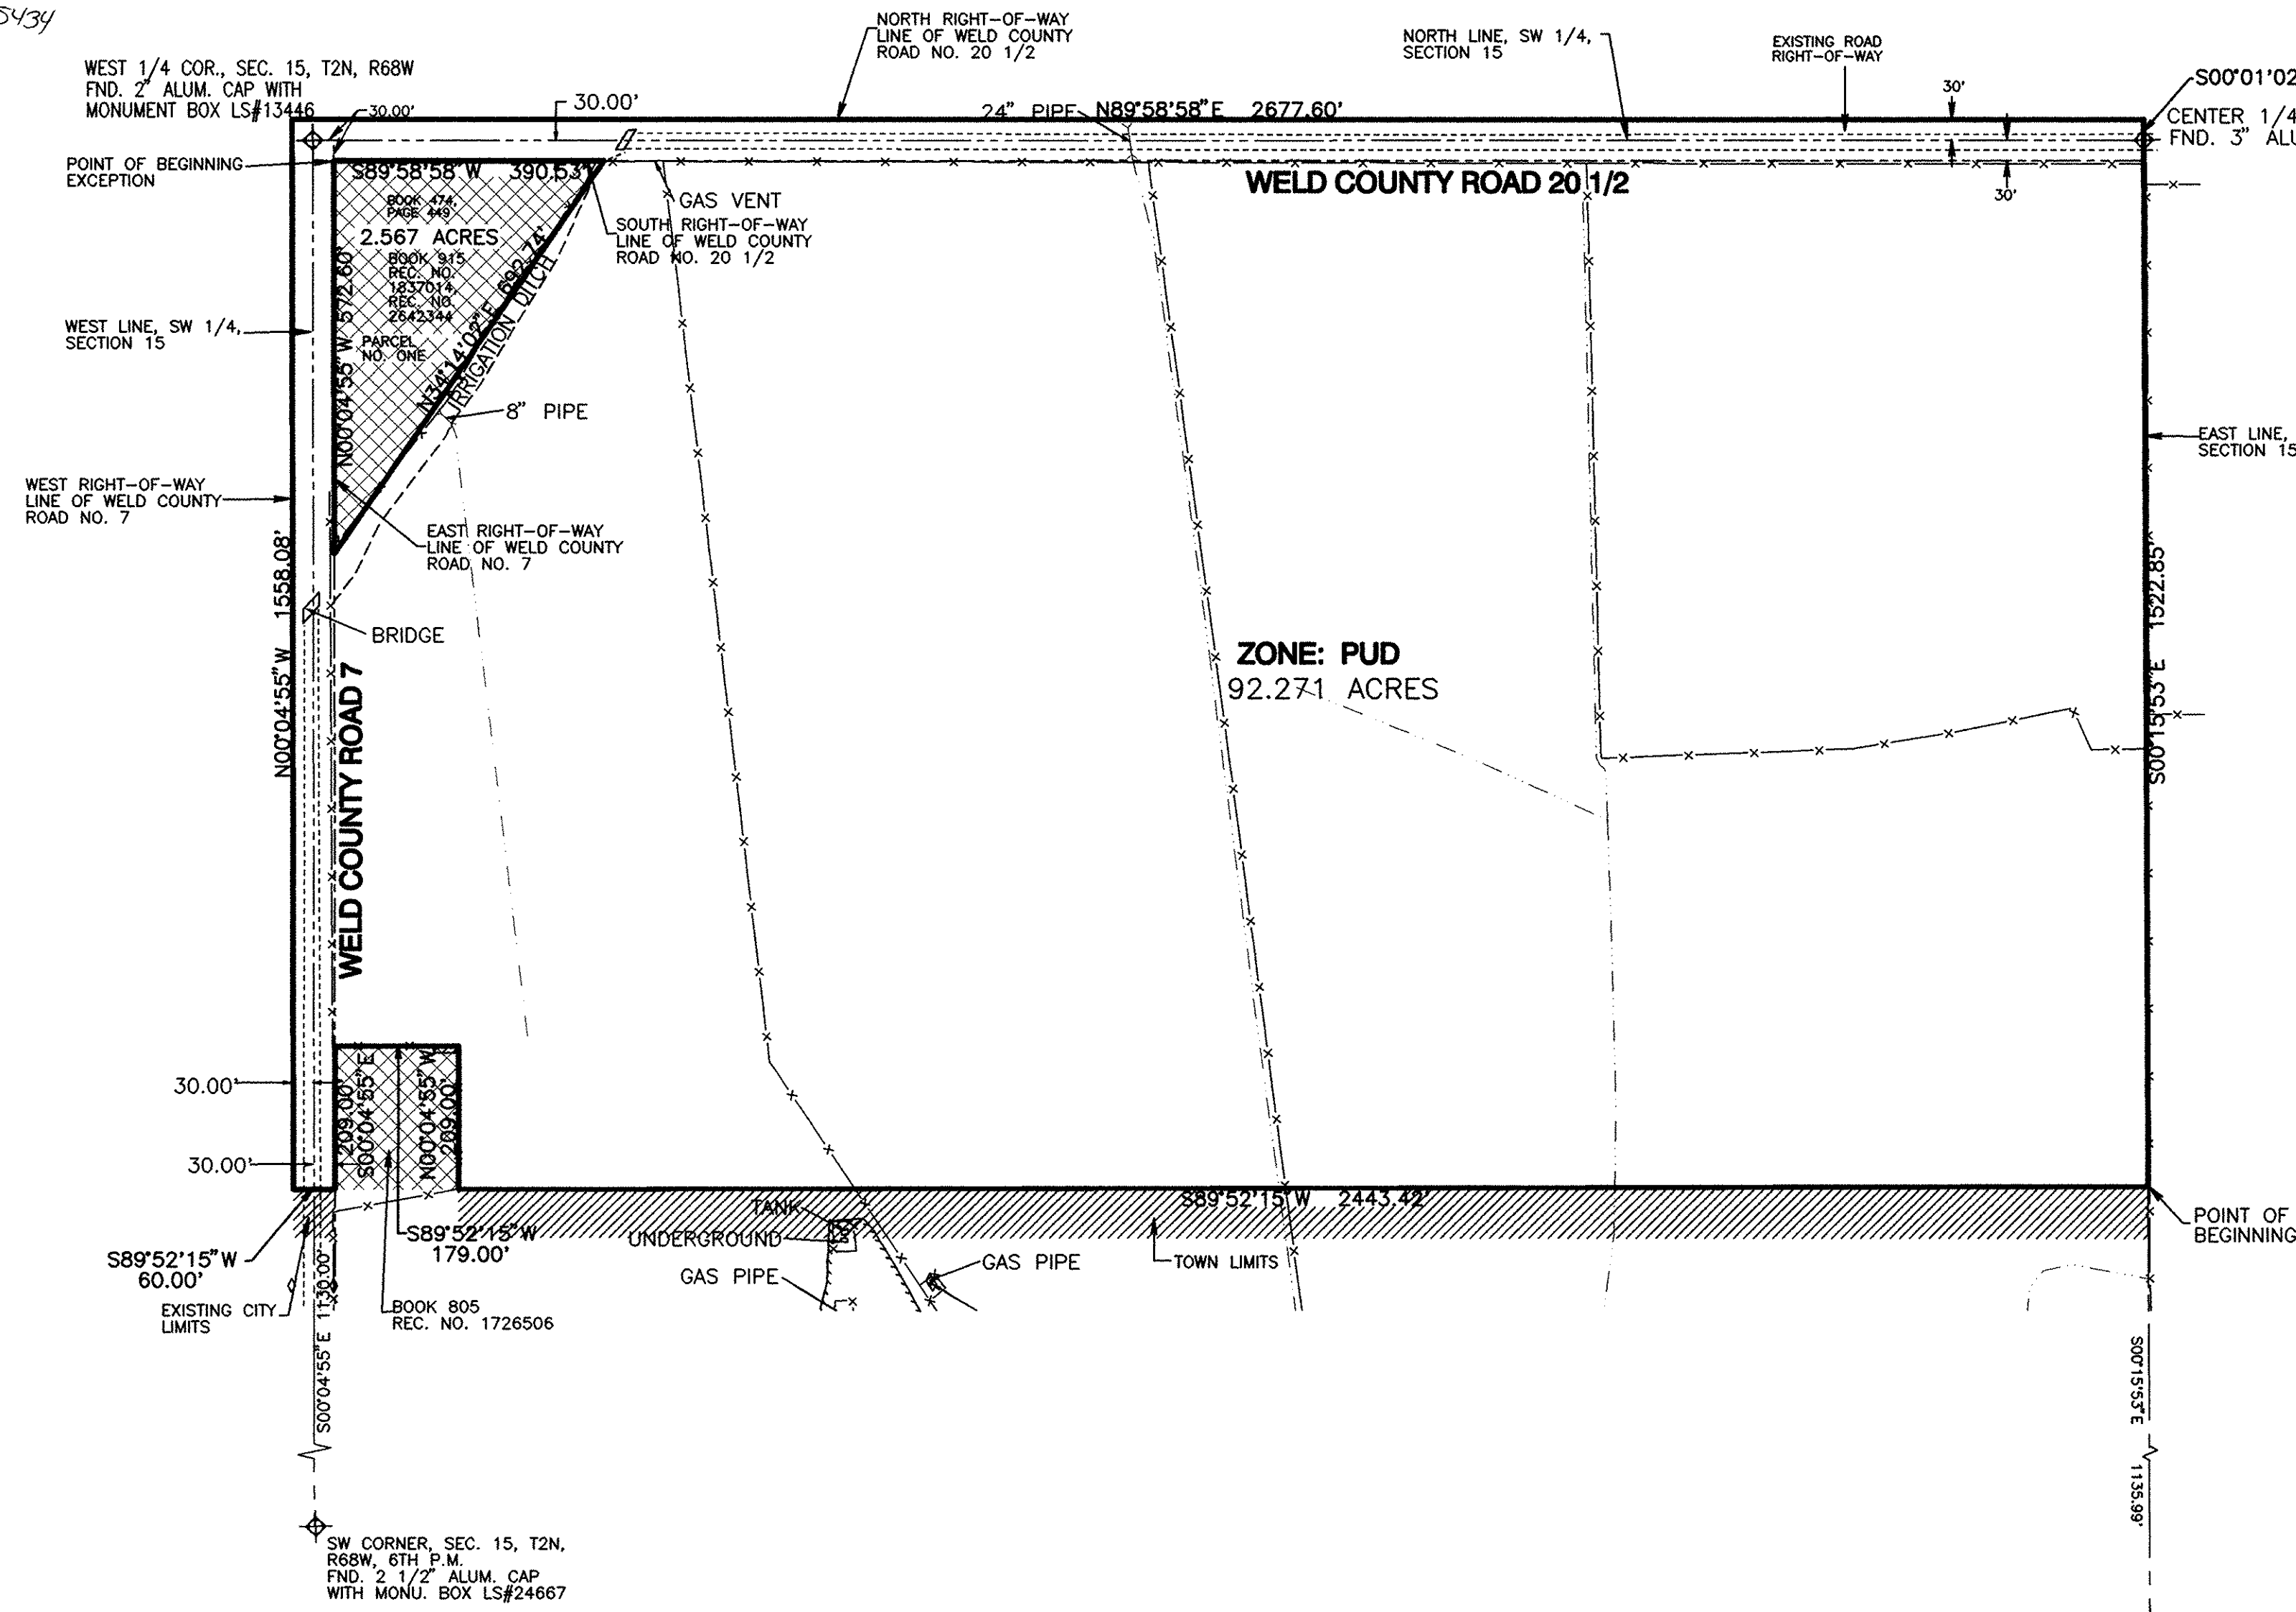 5434
NORTH RIGHT-OF-WAY
LINE OF WELD COUNTY
ROAD NO. 20 1/2
NORTH LINE, SW 1/4,
SECTION 15
EXISTING ROAD
RIGHT-OF-WAY
WEST 1/4 COR., SEC. 15, T2N, R68W
FND. 2" ALUM. CAP WITH
MONUMENT BOX LS#13446
30.00'
30.00'
24" PIPE
N89°58'58"E 2677.60'
30'
S00°01'02
CENTER 1/4
FND. 3" ALU
POINT OF BEGINNING
EXCEPTION
S89°58'58"W 390.53'
WELD COUNTY ROAD 20 1/2
30'
BOOK 474,
PAGE 449
2.567 ACRES
BOOK 915
REC. NO.
1837014,
REC. NO.
2642344
PARCEL
NO. ONE
GAS VENT
SOUTH RIGHT-OF-WAY
LINE OF WELD COUNTY
ROAD NO. 20 1/2
N00°04'55"W 572.60'
N34°14'02"E 692.74'
IRRIGATION DITCH
WEST LINE, SW 1/4,
SECTION 15
8" PIPE
EAST LINE,
SECTION 15
WEST RIGHT-OF-WAY
LINE OF WELD COUNTY
ROAD NO. 7
EAST RIGHT-OF-WAY
LINE OF WELD COUNTY
ROAD NO. 7
N00°04'55"W 1558.08'
BRIDGE
WELD COUNTY ROAD 7
ZONE: PUD
92.271 ACRES
S00°15'53"E 1522.85'
30.00'
209.00'
S00°04'55"E
N00°04'55"W
209.00'
30.00'
S89°52'15"W 2443.42'
TANK
UNDERGROUND
GAS PIPE
GAS PIPE
TOWN LIMITS
POINT OF
BEGINNING
S89°52'15"W
179.00'
S89°52'15"W
60.00'
EXISTING CITY
LIMITS
BOOK 805
REC. NO. 1726506
S00°04'55"E 1130.00'
S00°15'53"E 1135.99'
SW CORNER, SEC. 15, T2N,
R68W, 6TH P.M.
FND. 2 1/2" ALUM. CAP
WITH MONU. BOX LS#24667